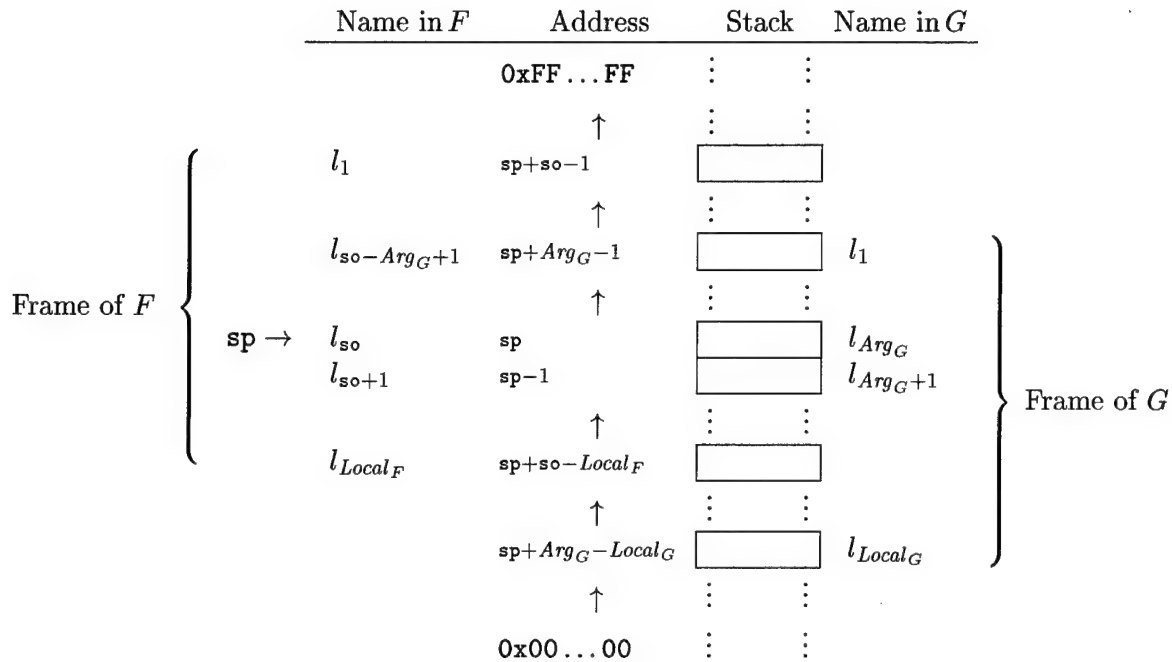 Name in F Address Stack Name in G
0xFF...FF
↑
l₁ sp+so−1
↑
l_{so−Arg_G+1} sp+Arg_G−1 l₁
Frame of F
↑
sp → l_{so} sp l_{Arg_G}
l_{so+1} sp−1 l_{Arg_G+1}
Frame of G
↑
l_{Local_F} sp+so−Local_F
↑
sp+Arg_G−Local_G l_{Local_G}
↑
0x00...00